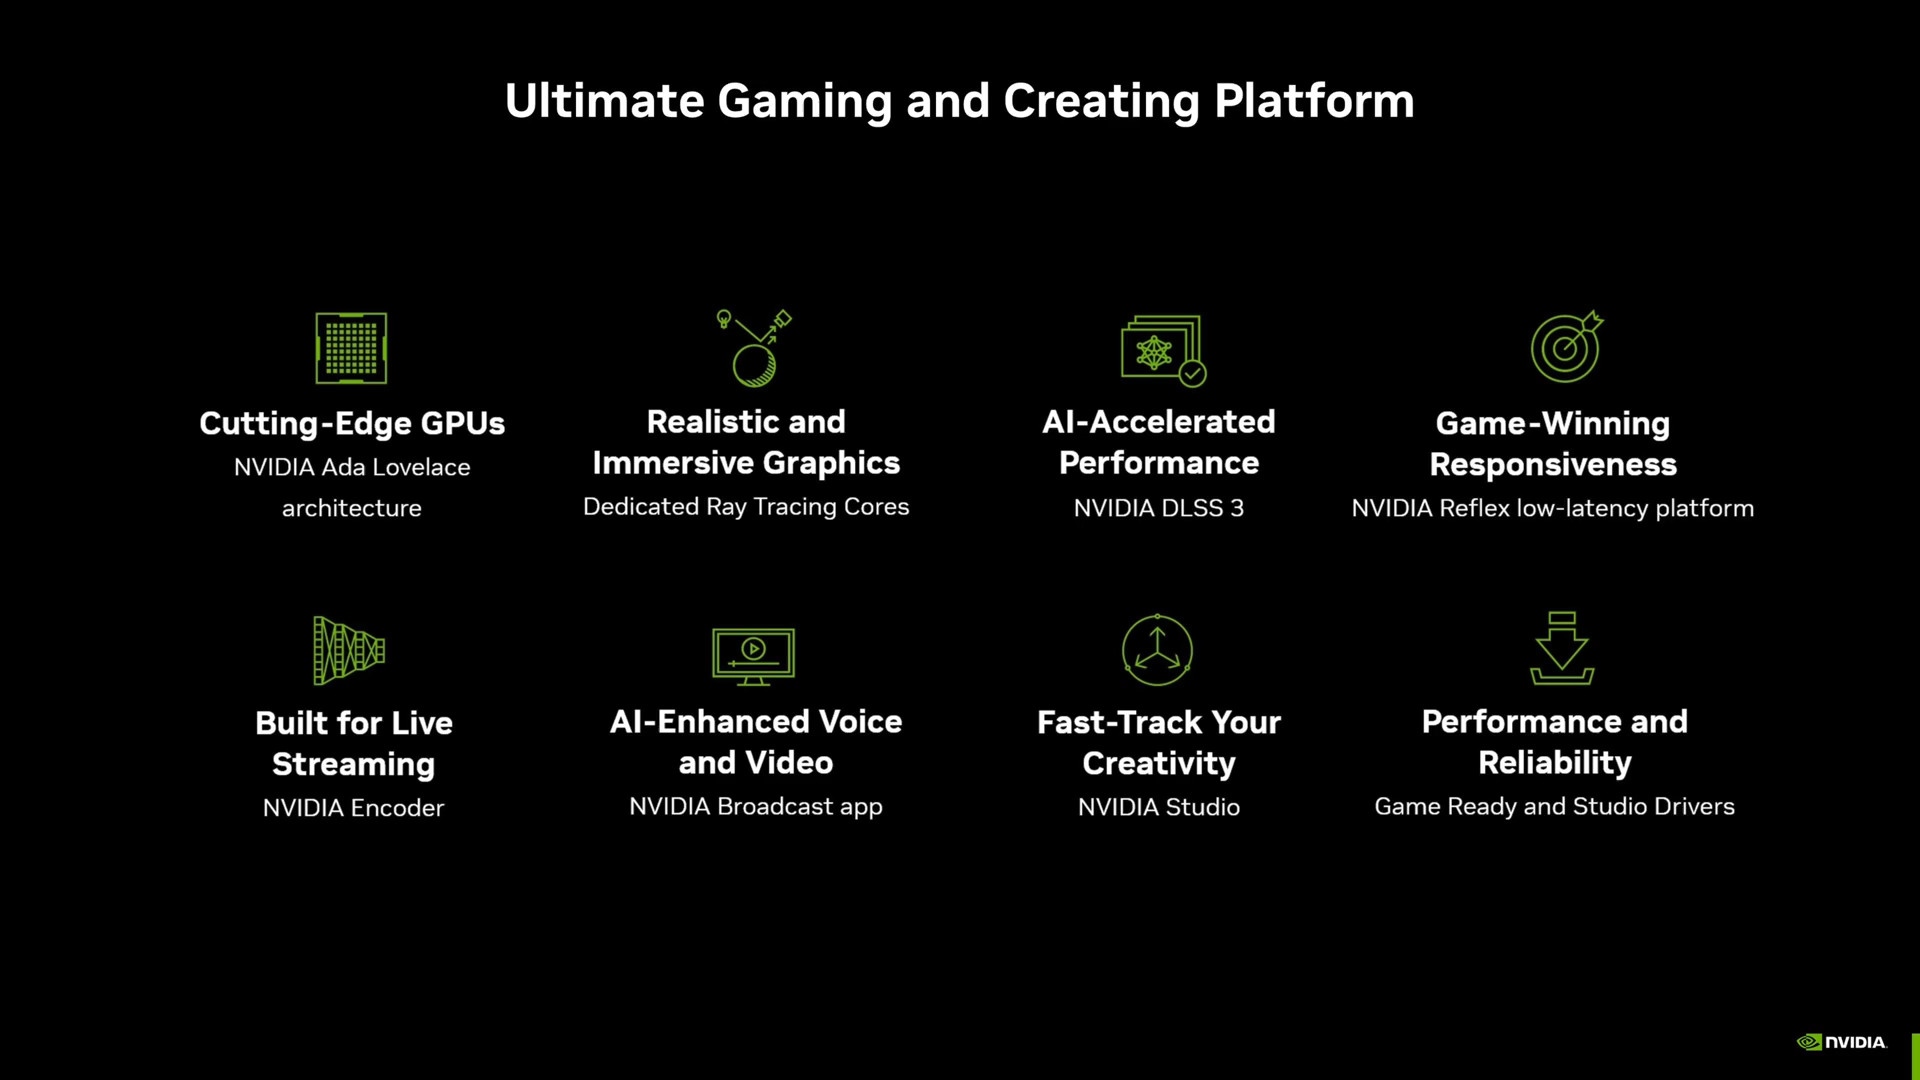 Ultimate Gaming and Creating Platform
Cutting-Edge GPUs
NVIDIA Ada Lovelace
architecture
Realistic and
Immersive Graphics
Dedicated Ray Tracing Cores
AI-Accelerated
Performance
NVIDIA DLSS 3
Game-Winning
Responsiveness
NVIDIA Reflex low-latency platform
Built for Live
Streaming
NVIDIA Encoder
AI-Enhanced Voice
and Video
NVIDIA Broadcast app
Fast-Track Your
Creativity
NVIDIA Studio
Performance and
Reliability
Game Ready and Studio Drivers
NVIDIA